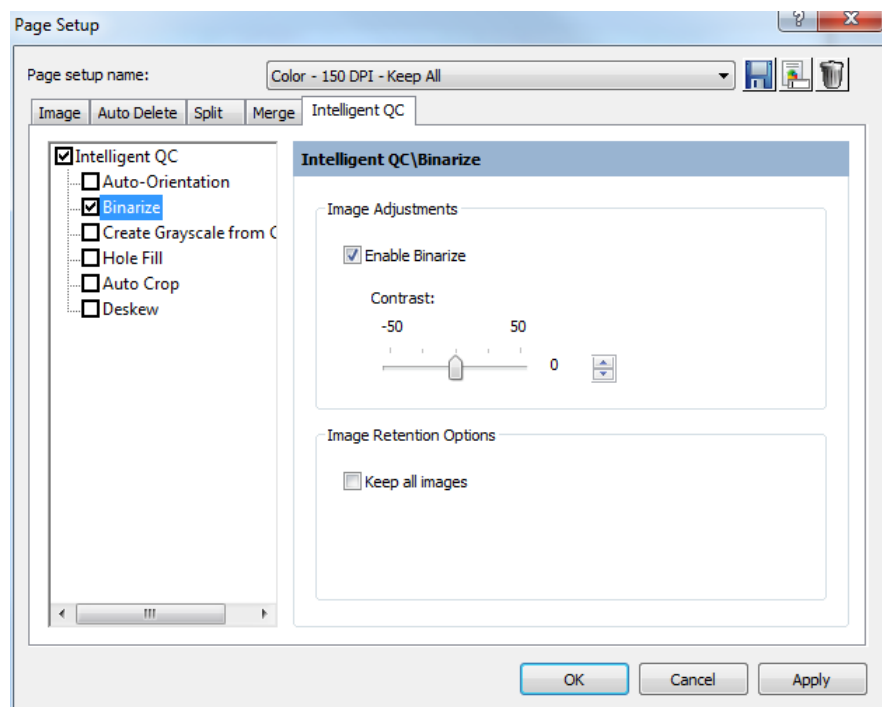 Page Setup
?
Page setup name:
Color - 150 DPI - Keep All
Image
Auto Delete
Split
Merge
Intelligent QC
Intelligent QC
Auto-Orientation
Binarize
Create Grayscale from C
Hole Fill
Auto Crop
Deskew
Intelligent QC\Binarize
Image Adjustments
Enable Binarize
Contrast:
-50 50
0
Image Retention Options
Keep all images
OK
Cancel
Apply